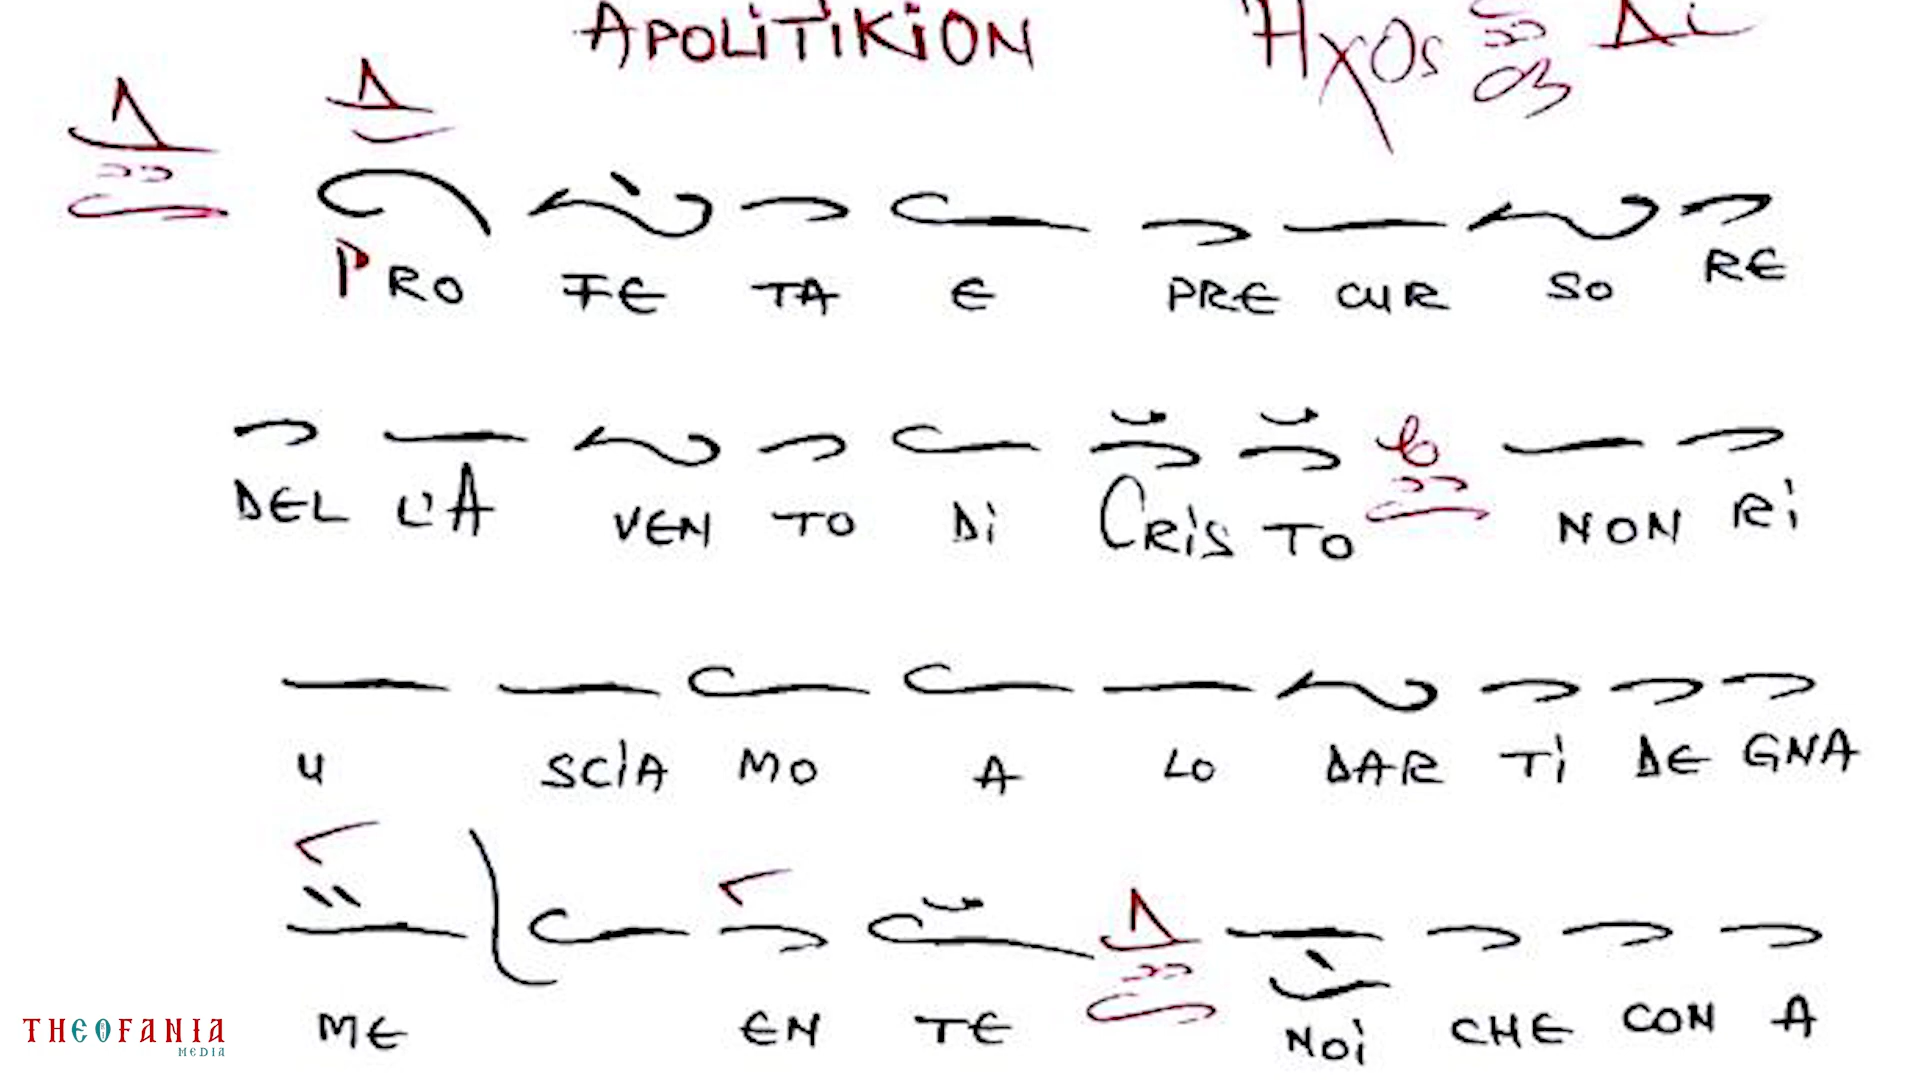 APOLITIKION Ηχος Δι
PRO FE TA E PRE CUR SO RE
DEL L'A VEN TO Di CRiS TO NON Ri
U SCiA MO A LO DAR Ti DE GNA
ME EN TE NOi CHE CON A
THEOFANIA
MEDIA